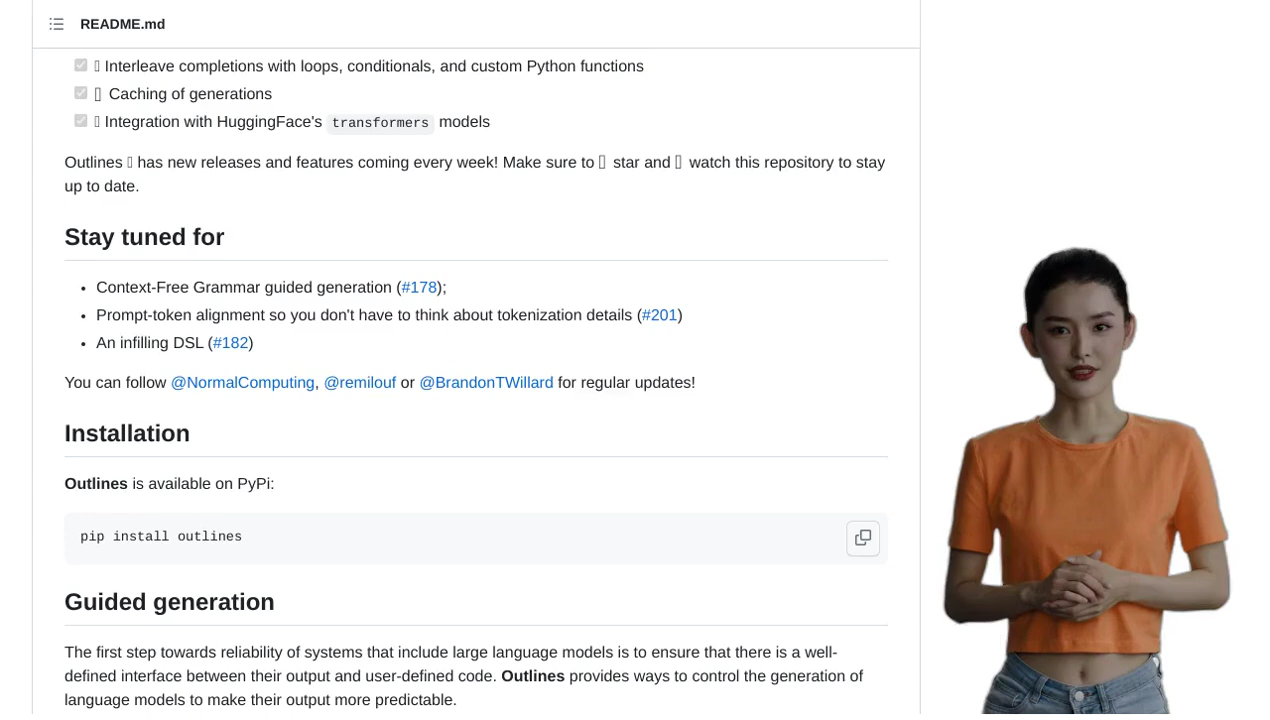 README.md
Interleave completions with loops, conditionals, and custom Python functions
Caching of generations
Integration with HuggingFace's transformers models
Outlines has new releases and features coming every week! Make sure to star and watch this repository to stay
up to date.
Stay tuned for
• Context-Free Grammar guided generation (#178);
• Prompt-token alignment so you don't have to think about tokenization details (#201)
• An infilling DSL (#182)
You can follow @NormalComputing, @remilouf or @BrandonTWillard for regular updates!
Installation
Outlines is available on PyPi:
pip install outlines
Guided generation
The first step towards reliability of systems that include large language models is to ensure that there is a well-
defined interface between their output and user-defined code. Outlines provides ways to control the generation of
language models to make their output more predictable.